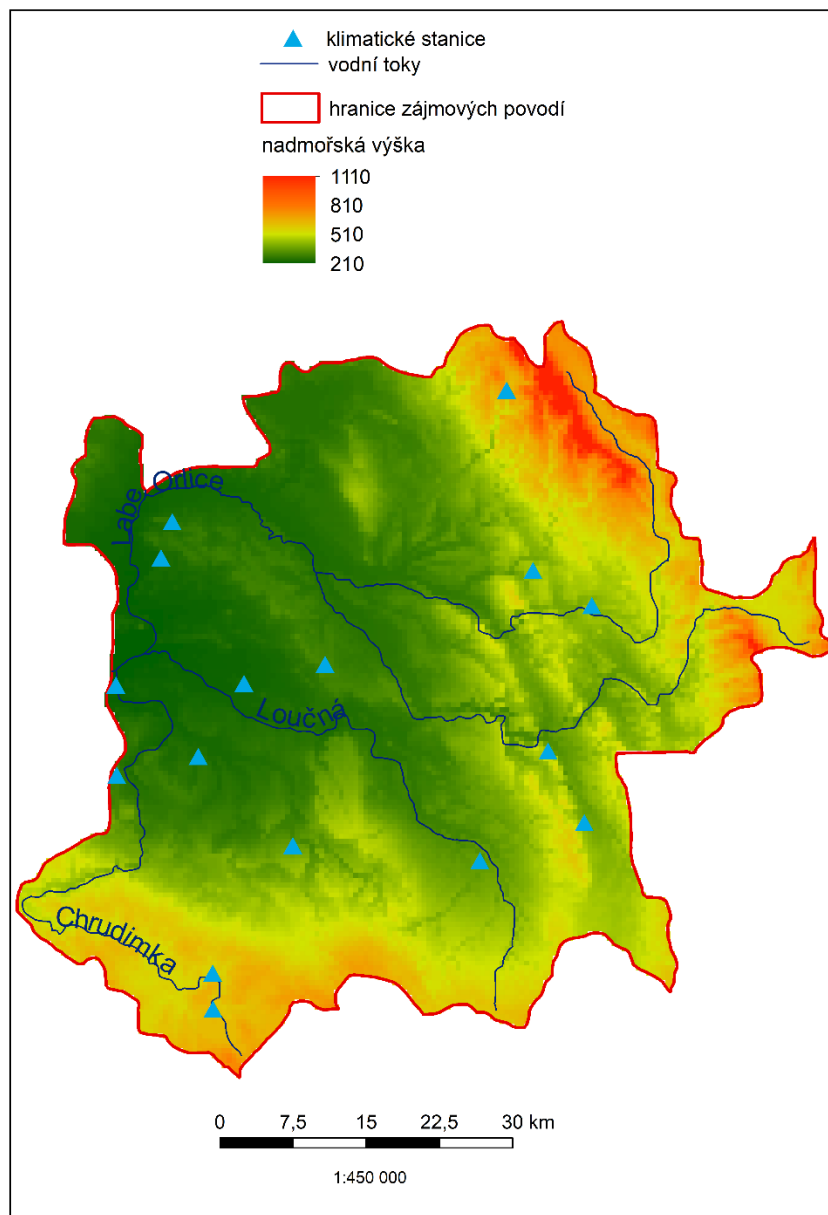 klimatické stanice
vodní toky
hranice zájmových povodí
nadmořská výška
1110
810
510
210
Labe
Orlice
Loučná
Chrudimka
0 7,5 15 22,5 30 km
1:450 000